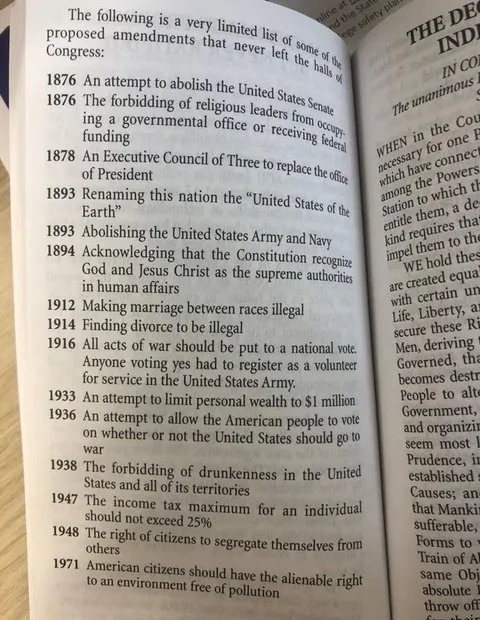 The following is a very limited list of some of the
proposed amendments that never left the halls of
Congress:
1876 An attempt to abolish the United States Senate
1876 The forbidding of religious leaders from occupy-
ing a governmental office or receiving federal
funding
1878 An Executive Council of Three to replace the office
of President
1893 Renaming this nation the “United States of the
Earth”
1893 Abolishing the United States Army and Navy
1894 Acknowledging that the Constitution recognize
God and Jesus Christ as the supreme authorities
in human affairs
1912 Making marriage between races illegal
1914 Finding divorce to be illegal
1916 All acts of war should be put to a national vote.
Anyone voting yes had to register as a volunteer
for service in the United States Army.
1933 An attempt to limit personal wealth to $1 million
1936 An attempt to allow the American people to vote
on whether or not the United States should go to
war
1938 The forbidding of drunkenness in the United
States and all of its territories
1947 The income tax maximum for an individual
should not exceed 25%
1948 The right of citizens to segregate themselves from
others
1971 American citizens should have the alienable right
to an environment free of pollution
THE DEC
INDE
IN CO
The unanimous
WHEN in the Cou
necessary for one P
which have connect
among the Powers
Station to which th
entitle them, a de
kind requires tha
impel them to the
WE hold thes
are created equa
with certain un
Life, Liberty, a
secure these Ri
Men, deriving
Governed, tha
becomes destr
People to alte
Government,
and organizin
seem most l
Prudence, in
established
Causes; an
that Manki
sufferable,
Forms to
Train of A
same Obj
absolute
throw off